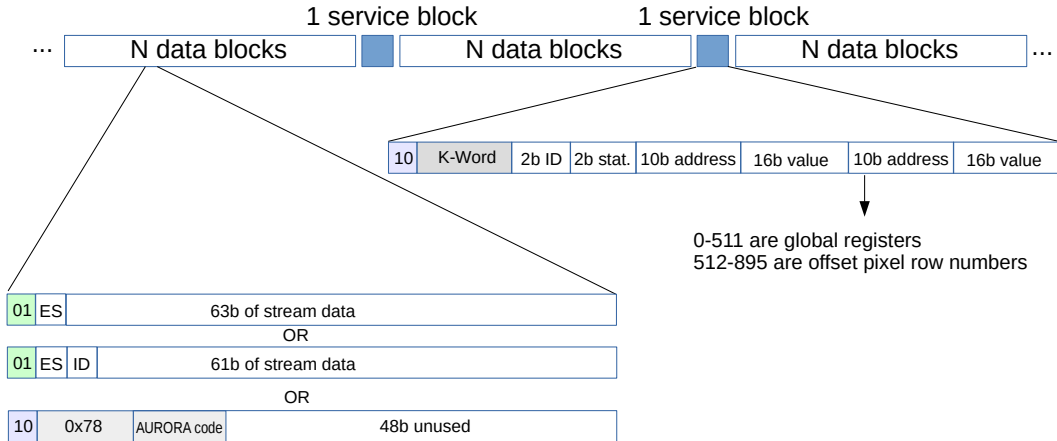 1 service block 1 service block
... N data blocks N data blocks N data blocks ...
10 K-Word 2b ID 2b stat. 10b address 16b value 10b address 16b value
0-511 are global registers
512-895 are offset pixel row numbers
01 ES 63b of stream data
OR
01 ES ID 61b of stream data
OR
10 0x78 AURORA code 48b unused